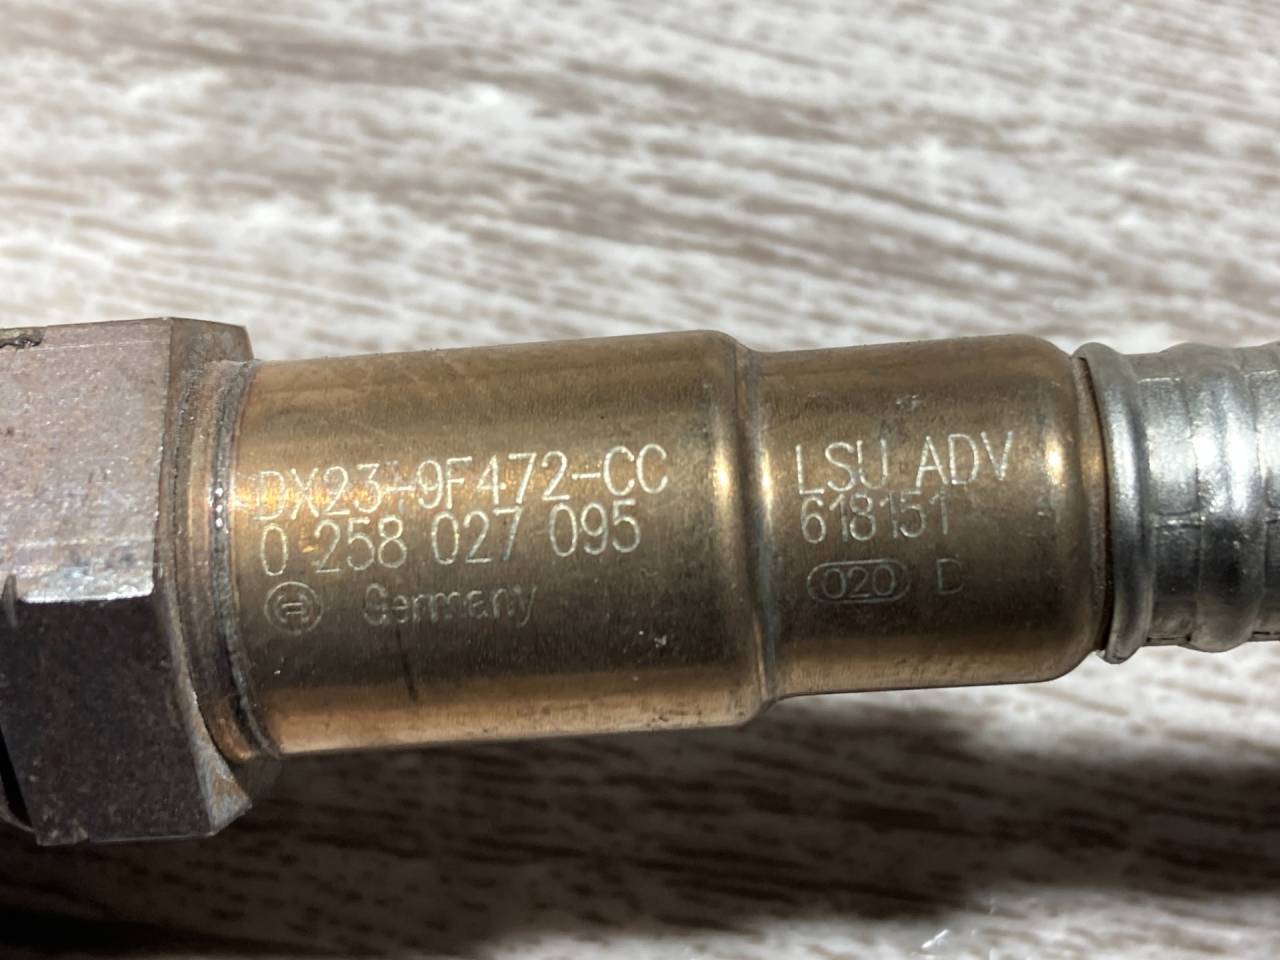 DX23-9F472-CC
0 258 027 095
Germany
LSU ADV
618151
020 D